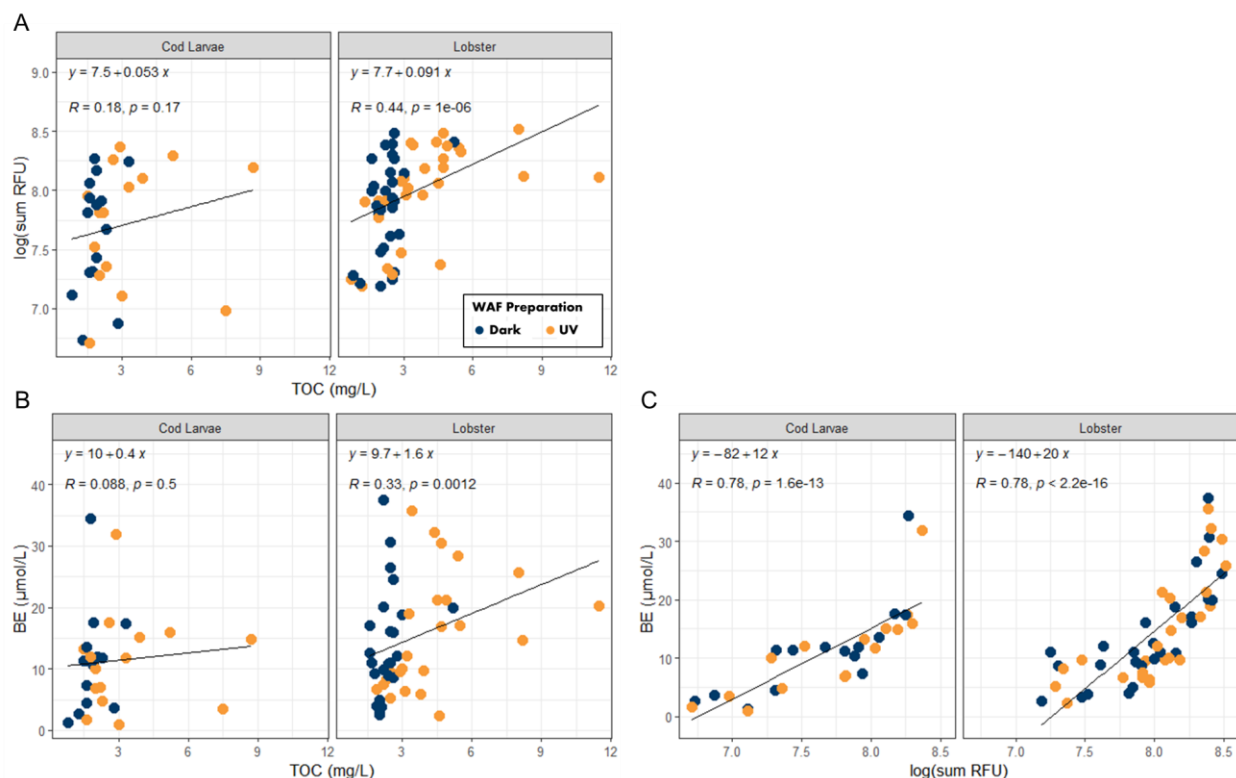 A
Cod Larvae
Lobster
y = 7.5 + 0.053 x
R = 0.18, p = 0.17
y = 7.7 + 0.091 x
R = 0.44, p = 1e-06
log(sum RFU)
9.0
8.5
8.0
7.5
7.0
WAF Preparation
Dark UV
3 6 9 12 3 6 9 12
TOC (mg/L)
B
Cod Larvae
Lobster
y = 10 + 0.4 x
R = 0.088, p = 0.5
y = 9.7 + 1.6 x
R = 0.33, p = 0.0012
BE (µmol/L)
40
30
20
10
0
3 6 9 12 3 6 9 12
TOC (mg/L)
C
Cod Larvae
Lobster
y = −82 + 12 x
R = 0.78, p = 1.6e-13
y = −140 + 20 x
R = 0.78, p < 2.2e-16
BE (µmol/L)
40
30
20
10
0
7.0 7.5 8.0 8.5 7.0 7.5 8.0 8.5
log(sum RFU)